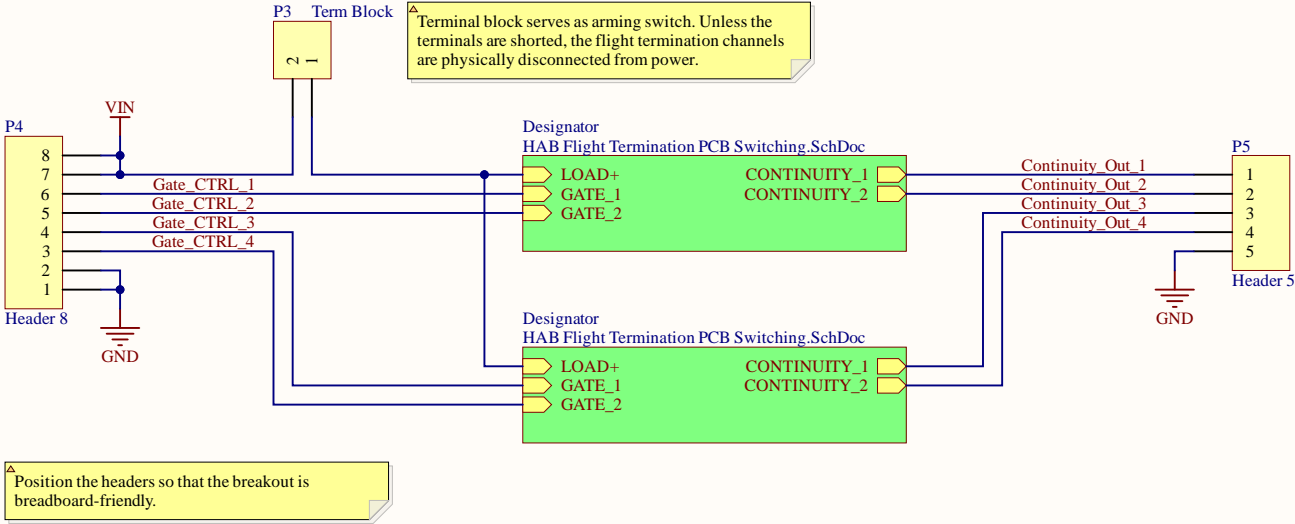 P3 Term Block
2 1
Terminal block serves as arming switch. Unless the
terminals are shorted, the flight termination channels
are physically disconnected from power.
VIN
P4
8
7
6
5
4
3
2
1
Header 8
Gate_CTRL_1
Gate_CTRL_2
Gate_CTRL_3
Gate_CTRL_4
GND
Designator
HAB Flight Termination PCB Switching.SchDoc
LOAD+ CONTINUITY_1
GATE_1 CONTINUITY_2
GATE_2
Designator
HAB Flight Termination PCB Switching.SchDoc
LOAD+ CONTINUITY_1
GATE_1 CONTINUITY_2
GATE_2
Continuity_Out_1
Continuity_Out_2
Continuity_Out_3
Continuity_Out_4
P5
1
2
3
4
5
Header 5
GND
Position the headers so that the breakout is
breadboard-friendly.